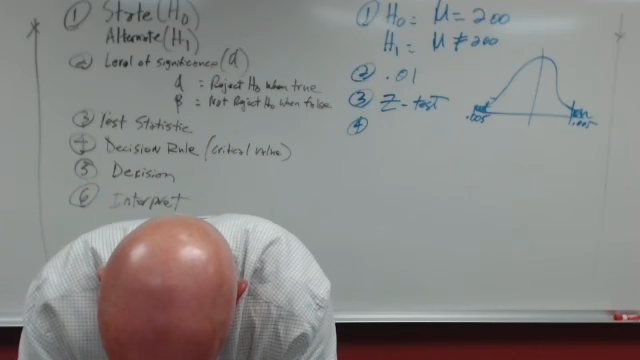 ① State (H₀)
Alternate (H₁)
② Level of significance (α)
α = Reject H₀ when true
β = Not Reject H₀ when false
③ Test Statistic
④ Decision Rule (critical value)
⑤ Decision
⑥ Interpret
① H₀ = μ = 200
H₁ = μ ≠ 200
② .01
③ Z-test
④
.005 .005